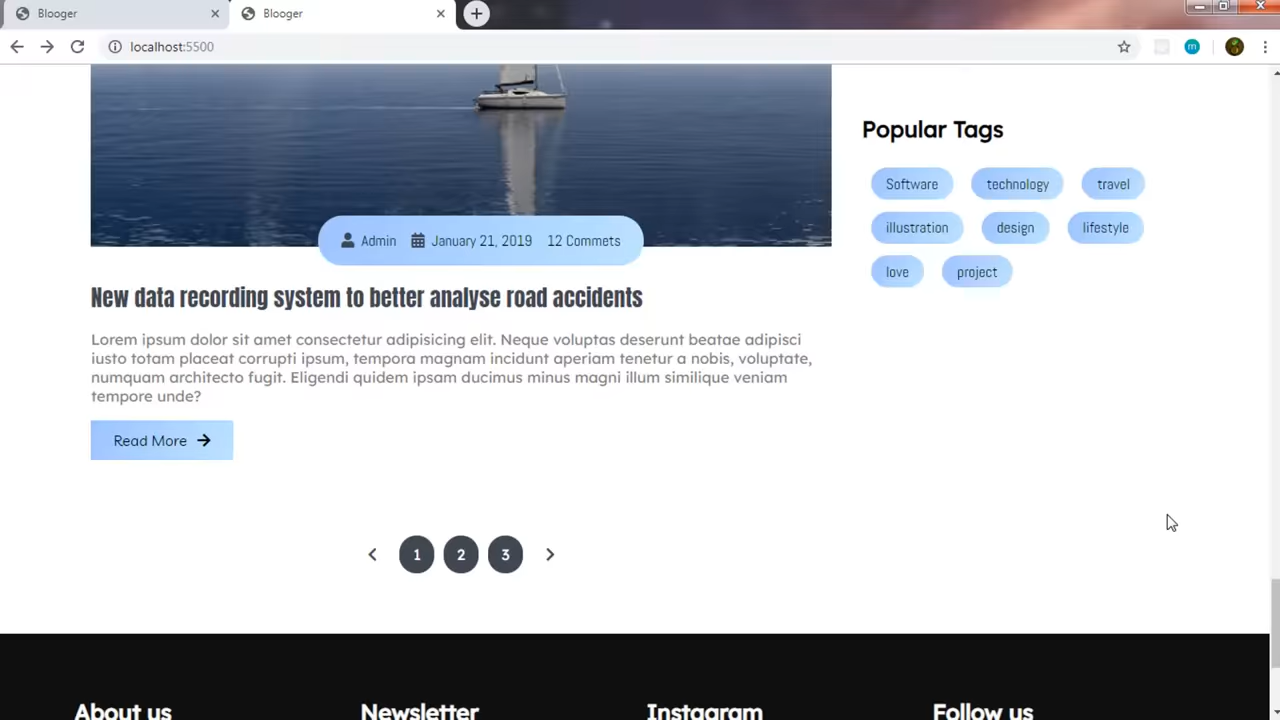 Blooger
Blooger
localhost:5500
m
Popular Tags
Software
technology
travel
illustration
design
lifestyle
love
project
Admin
January 21, 2019
12 Commets
New data recording system to better analyse road accidents
Lorem ipsum dolor sit amet consectetur adipisicing elit. Neque voluptas deserunt beatae adipisci
iusto totam placeat corrupti ipsum, tempora magnam incidunt aperiam tenetur a nobis, voluptate,
numquam architecto fugit. Eligendi quidem ipsam ducimus minus magni illum similique veniam
tempore unde?
Read More
1
2
3
About us
Newsletter
Instagram
Follow us